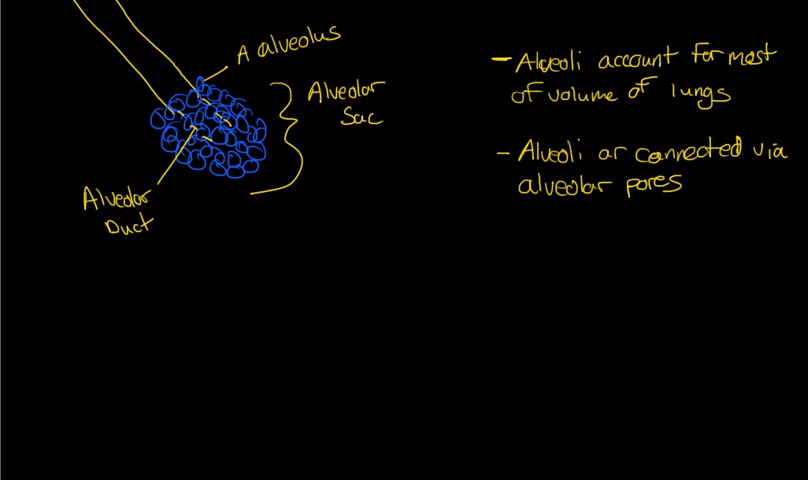 A alveolus
Alveolar
Sac
Alveolar
Duct
- Alveoli account for most
of volume of lungs
- Alveoli ar connected via
alveolar pores